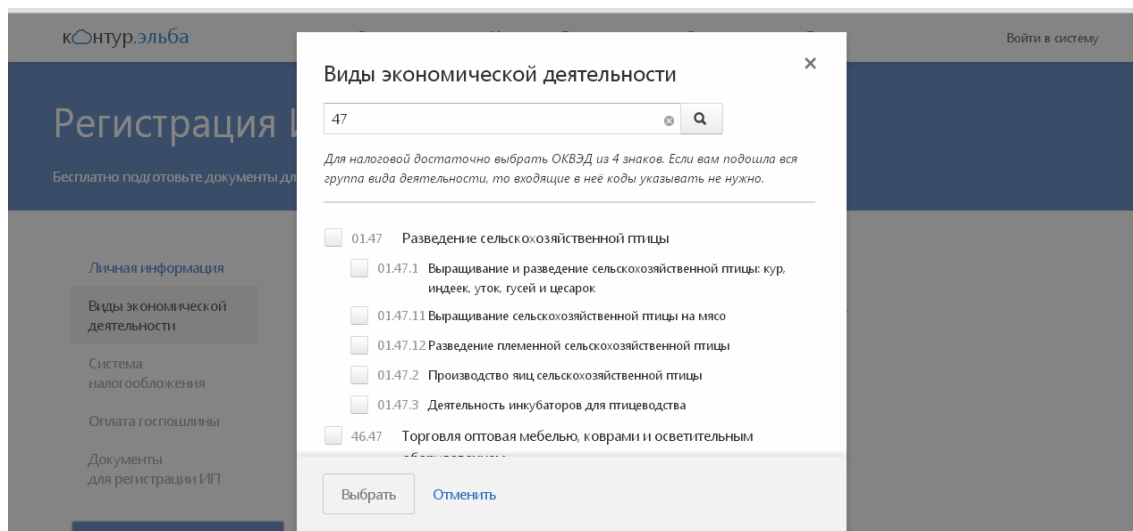 контур.эльба
Войти в систему
Виды экономической деятельности
47
Регистрация И
Для налоговой достаточно выбрать ОКВЭД из 4 знаков. Если вам подошла вся
группа вида деятельности, то входящие в неё коды указывать не нужно.
Бесплатно подготовьте документы дл
01.47 Разведение сельскохозяйственной птицы
Личная информация
01.47.1 Выращивание и разведение сельскохозяйственной птицы: кур,
индеек, уток, гусей и цесарок
Виды экономической
деятельности
01.47.11 Выращивание сельскохозяйственной птицы на мясо
01.47.12 Разведение племенной сельскохозяйственной птицы
Система
налогообложения
01.47.2 Производство яиц сельскохозяйственной птицы
01.47.3 Деятельность инкубаторов для птицеводства
Оплата госпошлины
46.47 Торговля оптовая мебелью, коврами и осветительным
Документы
для регистрации ИП
Выбрать Отменить